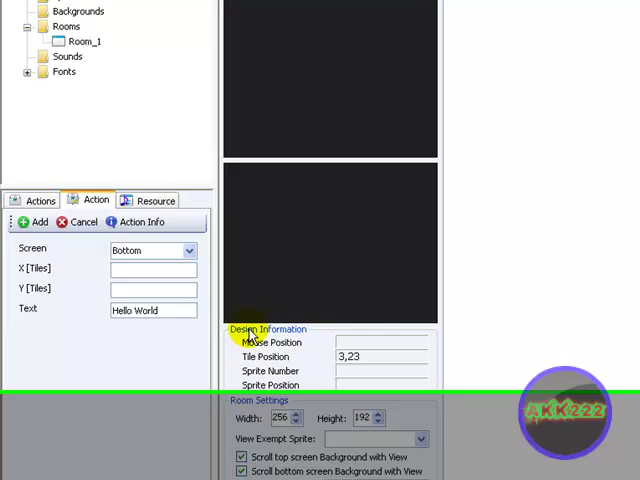 Backgrounds
Rooms
Room_1
Sounds
Fonts
Actions
Action
Resource
Add
Cancel
Action Info
Screen
Bottom
X [Tiles]
Y [Tiles]
Text
Hello World
Design Information
Mouse Position
Tile Position
3,23
Sprite Number
Sprite Position
Room Settings
Width:
256
Height:
192
View Exempt Sprite:
Scroll top screen Background with View
Scroll bottom screen Background with View
AKK222